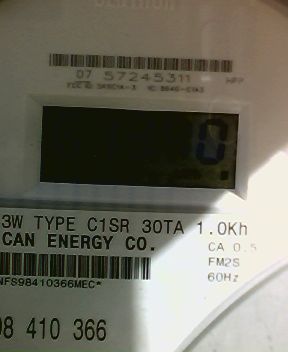 07 57245311
0
3W TYPE C1SR 30TA 1.0Kh
CAN ENERGY CO.
CA 0.5
FM2S
60Hz
NFS98410366MEC*
98 410 366